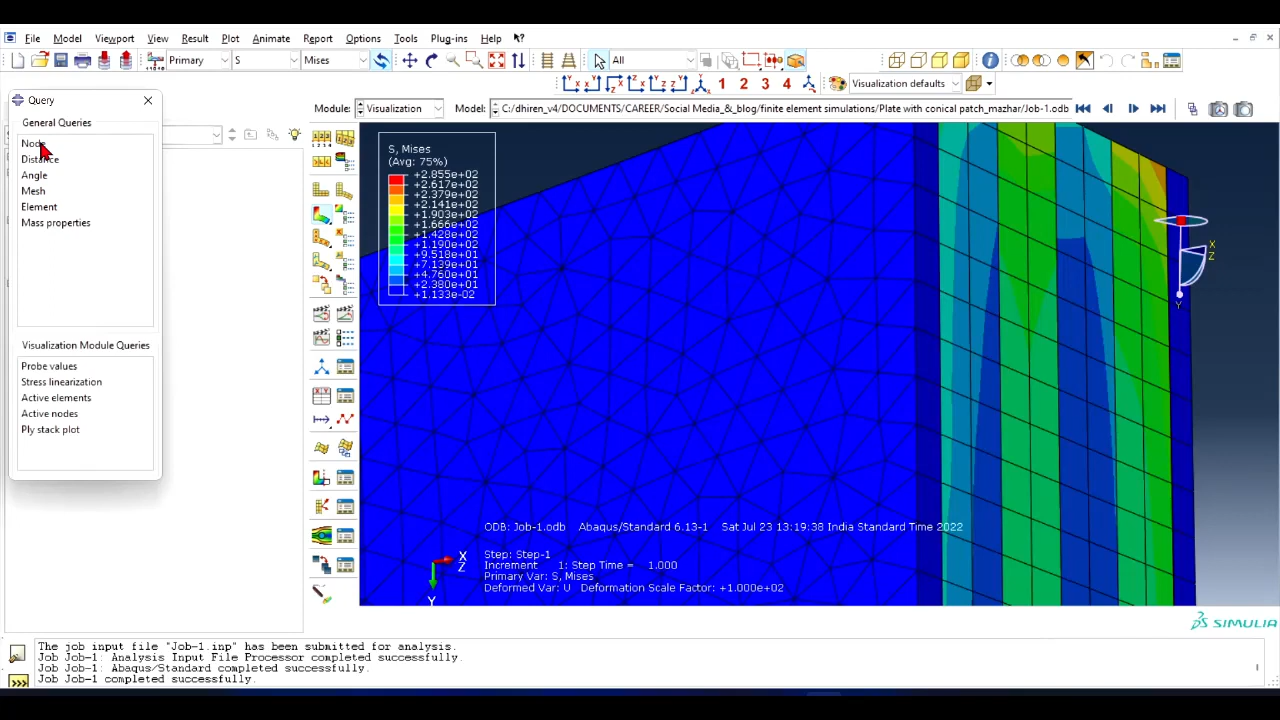 File Model Viewport View Result Plot Animate Report Options Tools Plug-ins Help
Primary S Mises All
1 2 3 4 Visualization defaults
Query
Module: Visualization Model: C:/dhiren_v4/DOCUMENTS/CAREER/Social Media_&_blog/finite element simulations/Plate with conical patch_mazhar/Job-1.odb
General Queries
Node
Distance
Angle
Mesh
Element
Mass properties
Visualization Module Queries
Probe values
Stress linearization
Active elements
Active nodes
Ply stack plot
S, Mises
(Avg: 75%)
+2.855e+02
+2.617e+02
+2.379e+02
+2.141e+02
+1.903e+02
+1.666e+02
+1.428e+02
+1.190e+02
+9.518e+01
+7.139e+01
+4.760e+01
+2.380e+01
+1.133e-02
X
Z
Y
ODB: Job-1.odb Abaqus/Standard 6.13-1 Sat Jul 23 13:19:38 India Standard Time 2022
X
Z
Y
Step: Step-1
Increment 1: Step Time = 1.000
Primary Var: S, Mises
Deformed Var: U Deformation Scale Factor: +1.000e+02
SIMULIA
The job input file "Job-1.inp" has been submitted for analysis.
Job Job-1: Analysis Input File Processor completed successfully.
Job Job-1: Abaqus/Standard completed successfully.
Job Job-1 completed successfully.